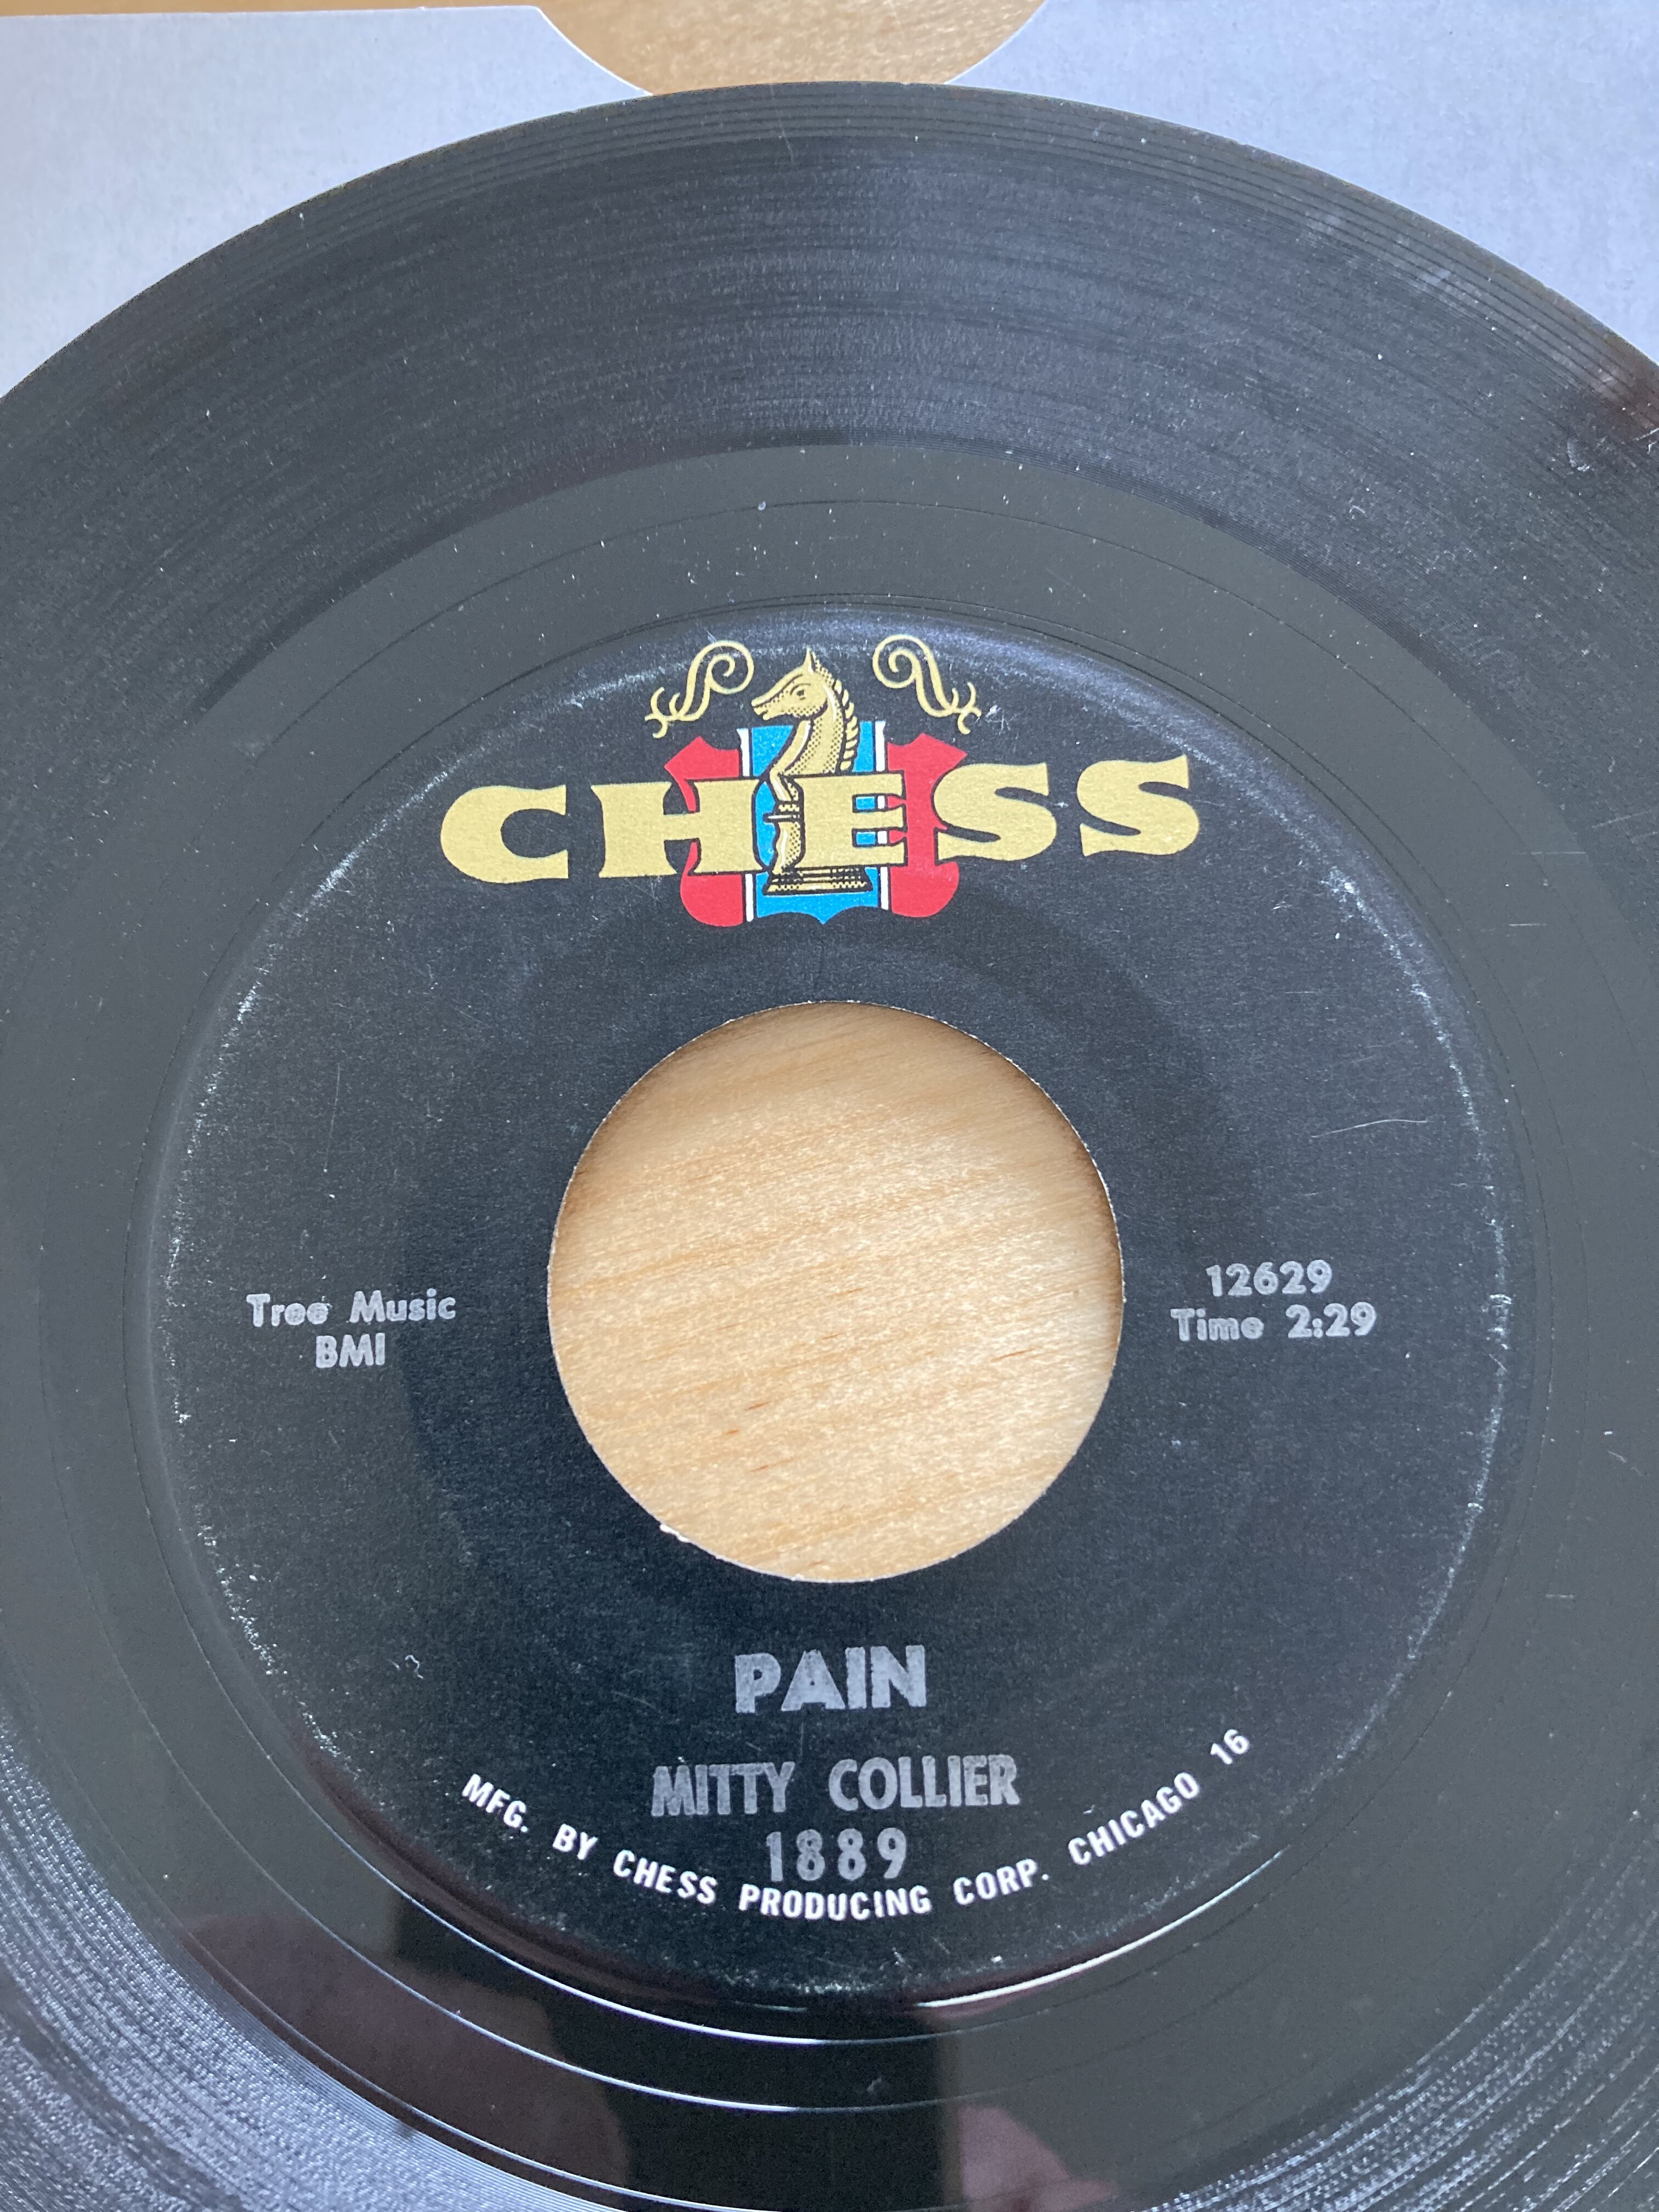 CHESS
Tree Music
BMI
12629
Time 2:29
PAIN
MITTY COLLIER
1889
MFG. BY CHESS PRODUCING CORP. CHICAGO 16